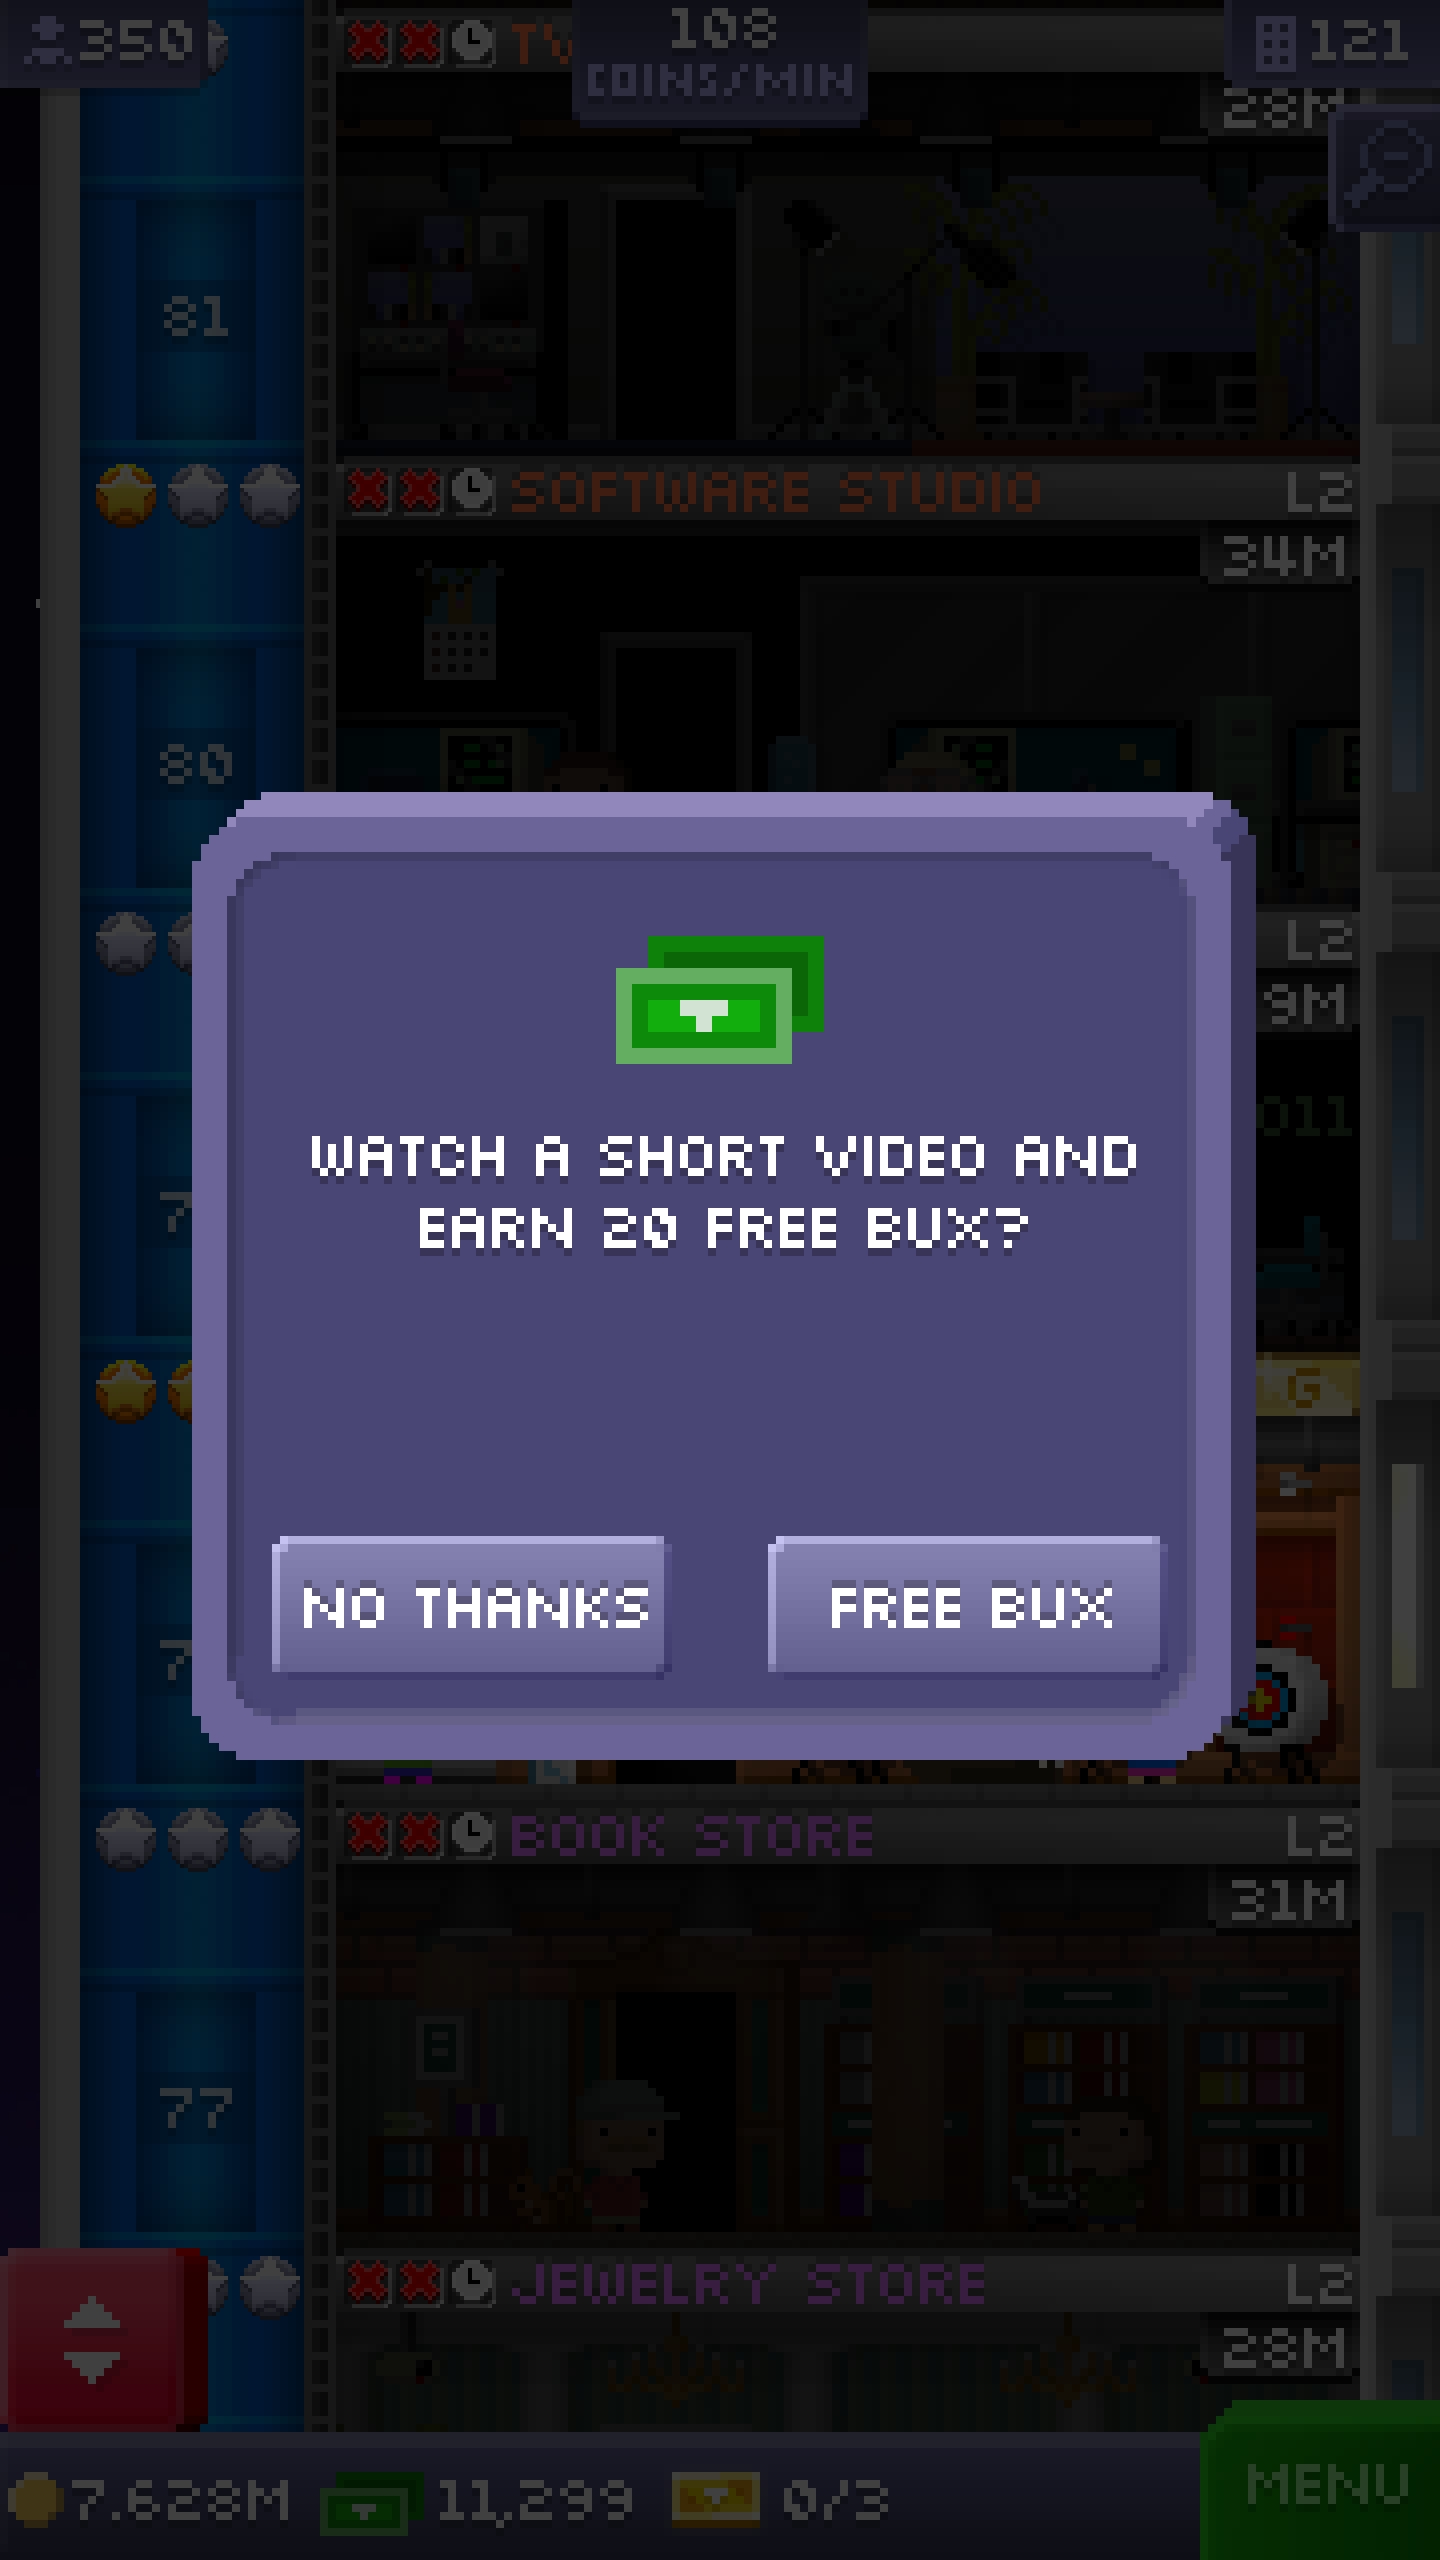 350
TV
108
COINS/MIN
121
28M
81
SOFTWARE STUDIO
L2
34M
80
L2
9M
WATCH A SHORT VIDEO AND
EARN 20 FREE BUX?
NO THANKS
FREE BUX
BOOK STORE
L2
31M
77
JEWELRY STORE
L2
28M
7.628M
11,299
0/3
MENU